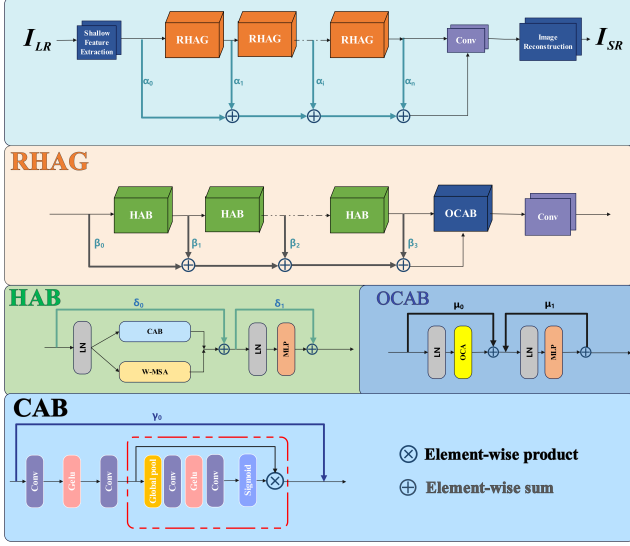 I_LR
Shallow
Feature
Extraction
RHAG
RHAG
RHAG
Conv
Image
Reconstruction
I_SR
α₀
α₁
αᵢ
αₙ
RHAG
HAB
HAB
HAB
OCAB
Conv
β₀
β₁
β₂
β₃
HAB
δ₀
δ₁
LN
CAB
W-MSA
LN
MLP
OCAB
μ₀
μ₁
LN
OCA
LN
MLP
CAB
γ₀
Conv
Gelu
Conv
Global pool
Conv
Gelu
Conv
Sigmoid
Element-wise product
Element-wise sum